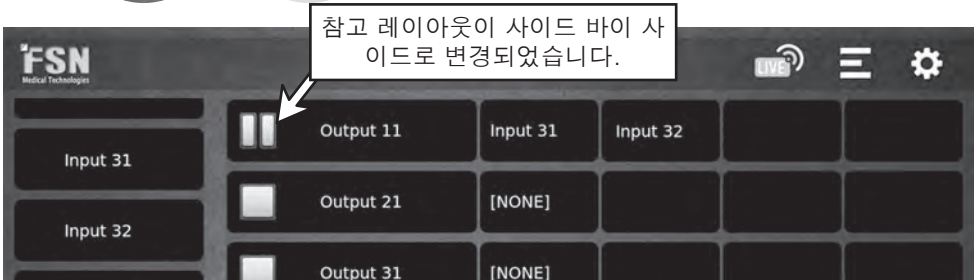 참고 레이아웃이 사이드 바이 사
이드로 변경되었습니다.
FSN
Medical Technologies
LIVE
Input 31
Input 32
Output 11
Input 31
Input 32
Output 21
[NONE]
Output 31
[NONE]